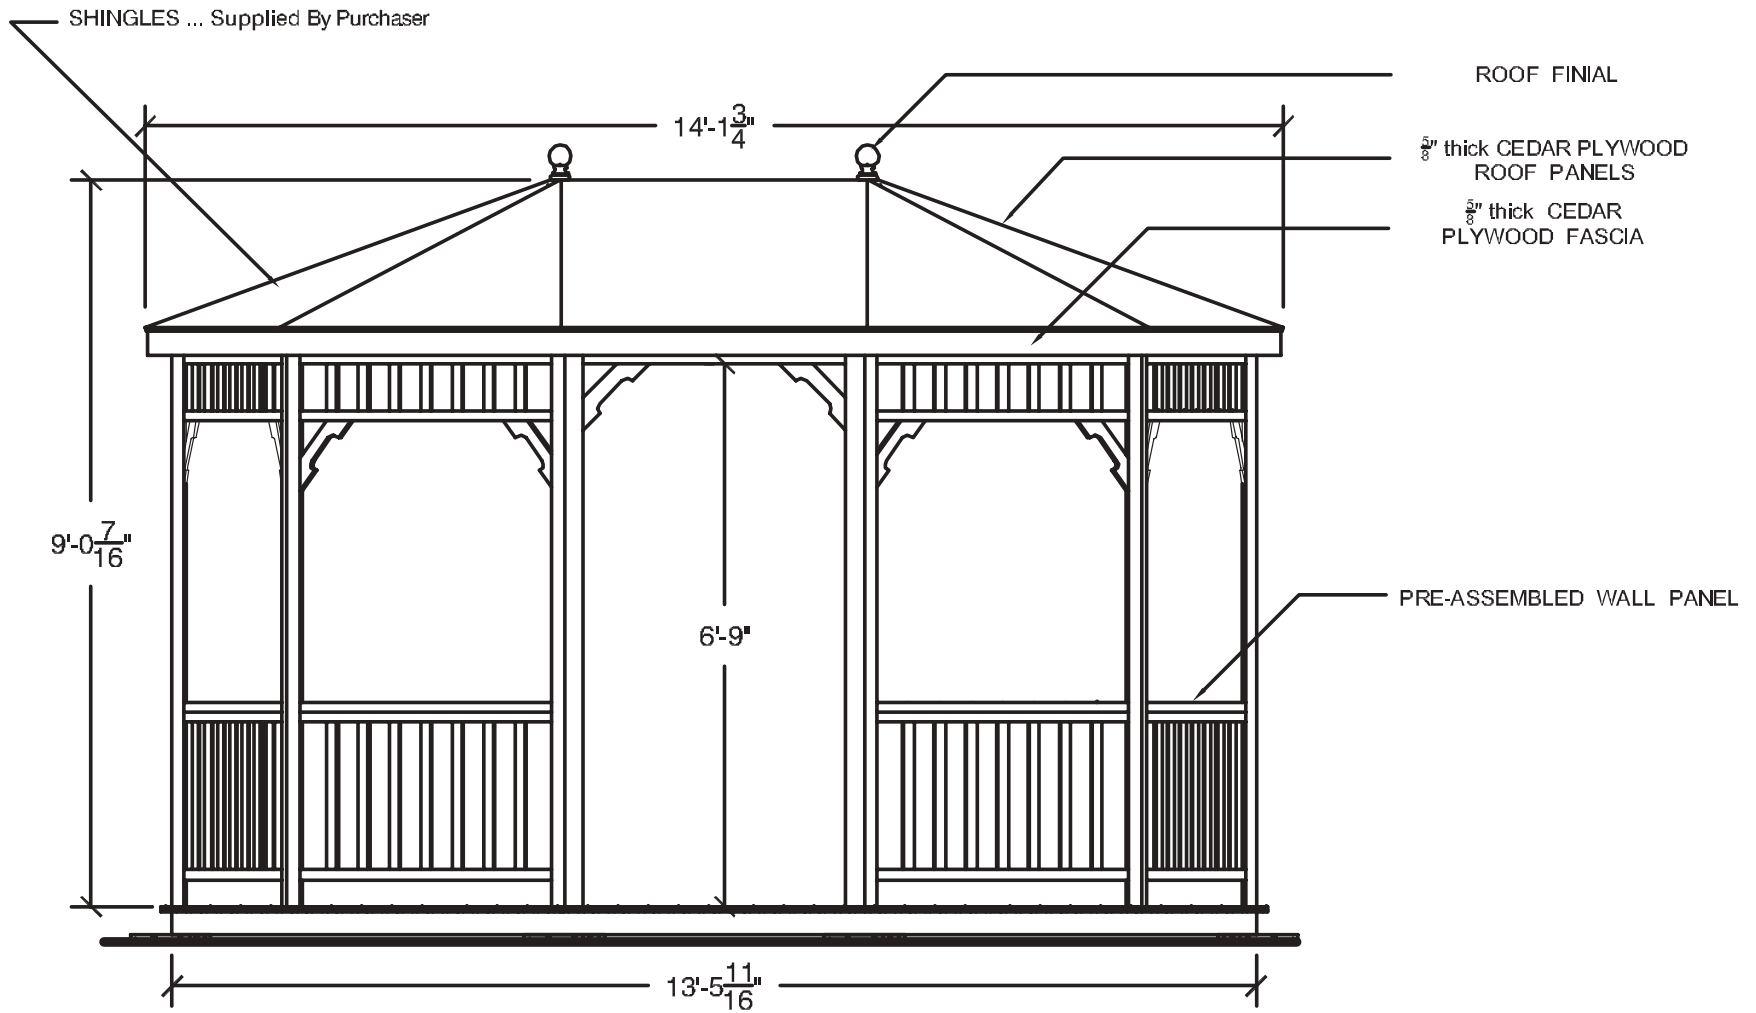 SHINGLES ... Supplied By Purchaser
ROOF FINIAL
14'-1 3/4"
5/8" thick CEDAR PLYWOOD
ROOF PANELS
5/8" thick CEDAR
PLYWOOD FASCIA
9'-0 7/16"
PRE-ASSEMBLED WALL PANEL
6'-9"
13'-5 11/16"